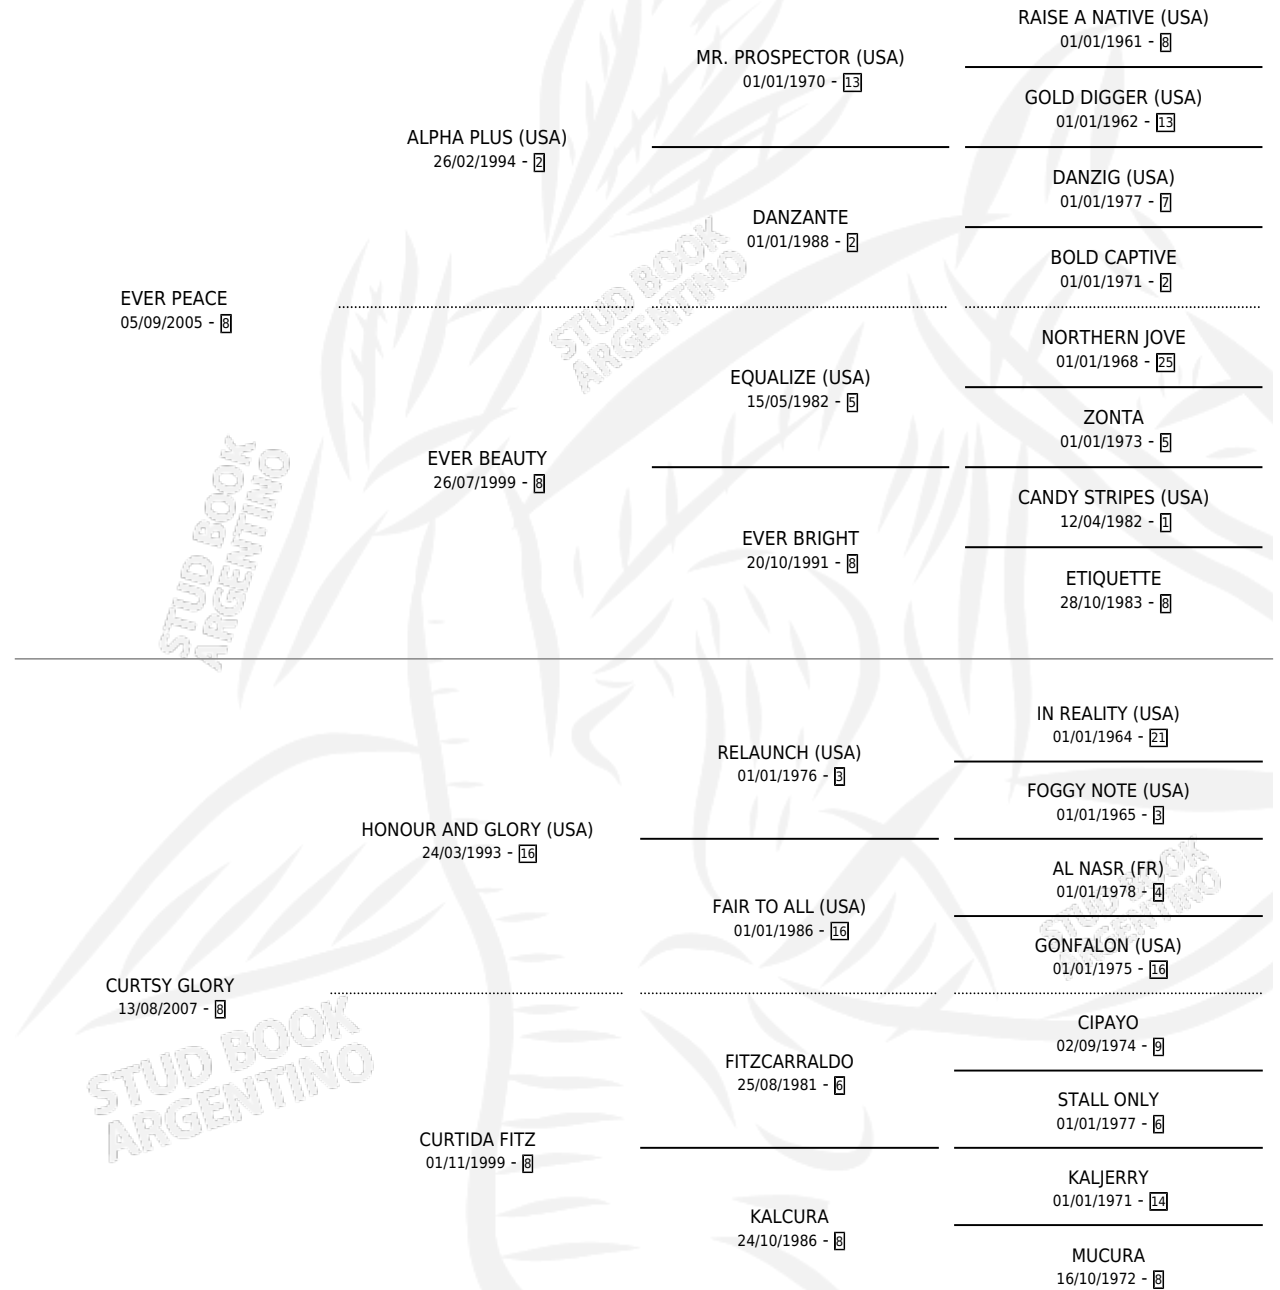 RAISE A NATIVE (USA)
01/01/1961 - 8
MR. PROSPECTOR (USA)
01/01/1970 - 13
GOLD DIGGER (USA)
01/01/1962 - 13
ALPHA PLUS (USA)
26/02/1994 - 2
DANZIG (USA)
01/01/1977 - 7
DANZANTE
01/01/1988 - 2
BOLD CAPTIVE
01/01/1971 - 2
EVER PEACE
05/09/2005 - 8
NORTHERN JOVE
01/01/1968 - 25
EQUALIZE (USA)
15/05/1982 - 5
ZONTA
01/01/1973 - 5
EVER BEAUTY
26/07/1999 - 8
CANDY STRIPES (USA)
12/04/1982 - 1
EVER BRIGHT
20/10/1991 - 8
ETIQUETTE
28/10/1983 - 8
STUD BOOK
ARGENTINO
STUD BOOK
ARGENTINO
IN REALITY (USA)
01/01/1964 - 21
RELAUNCH (USA)
01/01/1976 - 3
FOGGY NOTE (USA)
01/01/1965 - 3
HONOUR AND GLORY (USA)
24/03/1993 - 16
AL NASR (FR)
01/01/1978 - 4
FAIR TO ALL (USA)
01/01/1986 - 16
GONFALON (USA)
01/01/1975 - 16
CURTSY GLORY
13/08/2007 - 8
CIPAYO
02/09/1974 - 9
FITZCARRALDO
25/08/1981 - 6
STALL ONLY
01/01/1977 - 6
CURTIDA FITZ
01/11/1999 - 8
KALJERRY
01/01/1971 - 14
KALCURA
24/10/1986 - 8
MUCURA
16/10/1972 - 8
STUD BOOK
ARGENTINO
STUD BOOK
ARGENTINO